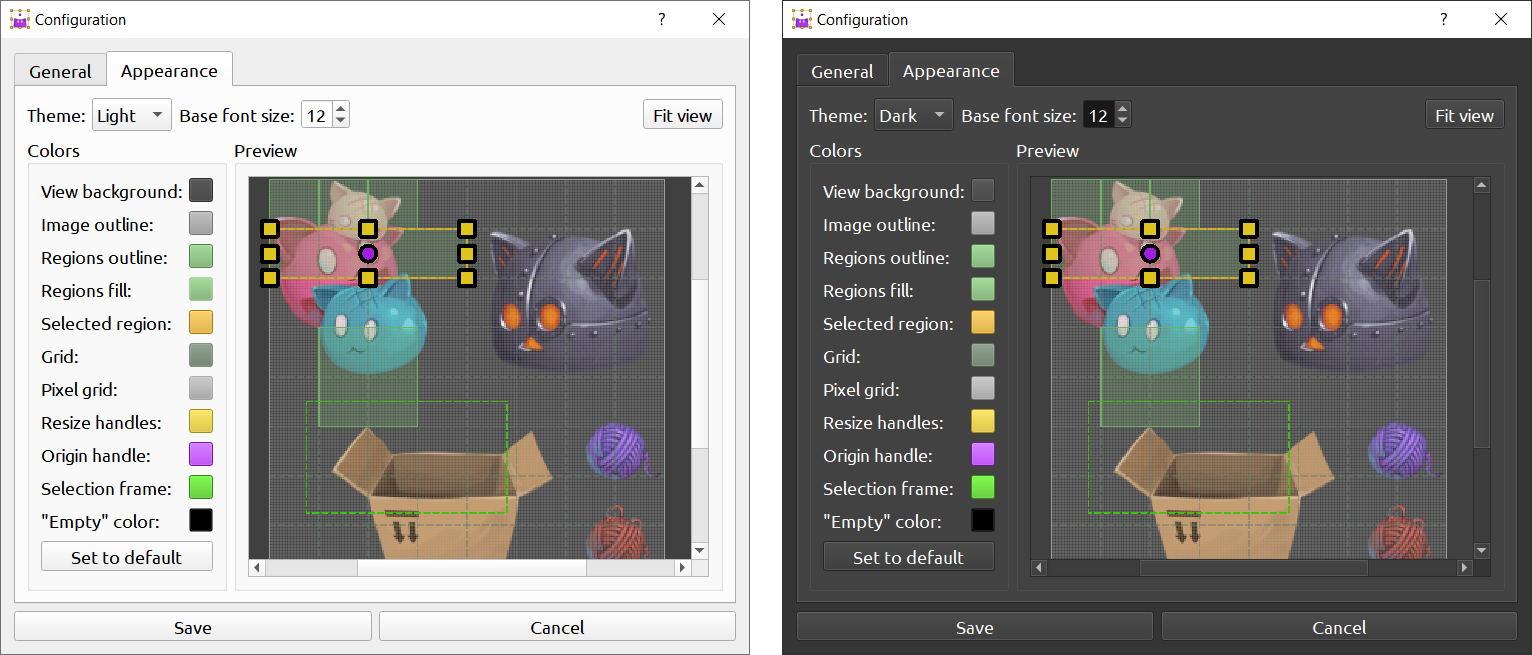 Configuration ?
General Appearance
Theme: Light Base font size: 12 Fit view
Colors Preview
View background:
Image outline:
Regions outline:
Regions fill:
Selected region:
Grid:
Pixel grid:
Resize handles:
Origin handle:
Selection frame:
"Empty" color:
Set to default
Save Cancel
Configuration ?
General Appearance
Theme: Dark Base font size: 12 Fit view
Colors Preview
View background:
Image outline:
Regions outline:
Regions fill:
Selected region:
Grid:
Pixel grid:
Resize handles:
Origin handle:
Selection frame:
"Empty" color:
Set to default
Save Cancel